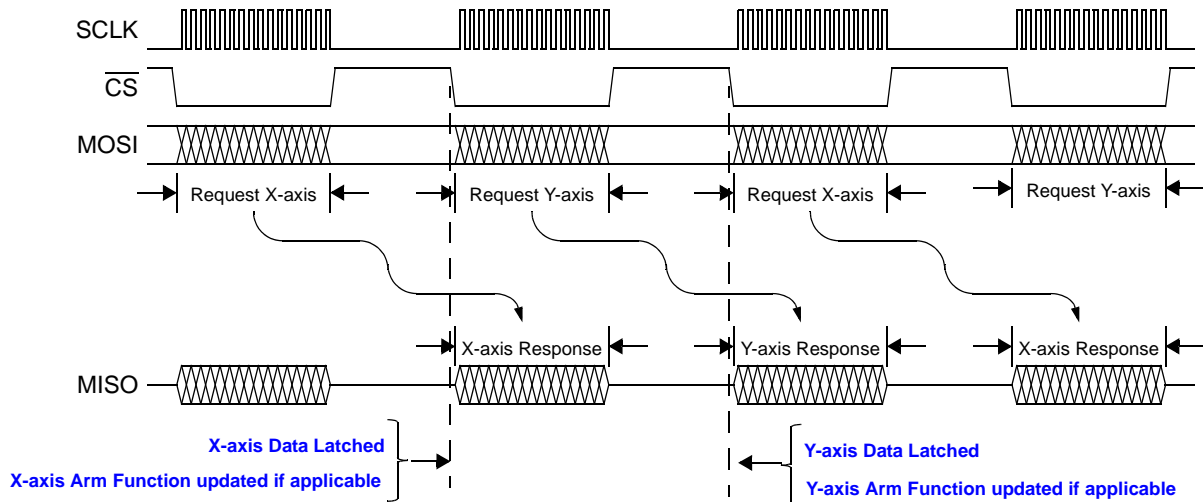 SCLK
CS
MOSI
Request X-axis
Request Y-axis
Request X-axis
Request Y-axis
X-axis Response
Y-axis Response
X-axis Response
MISO
X-axis Data Latched
X-axis Arm Function updated if applicable
Y-axis Data Latched
Y-axis Arm Function updated if applicable